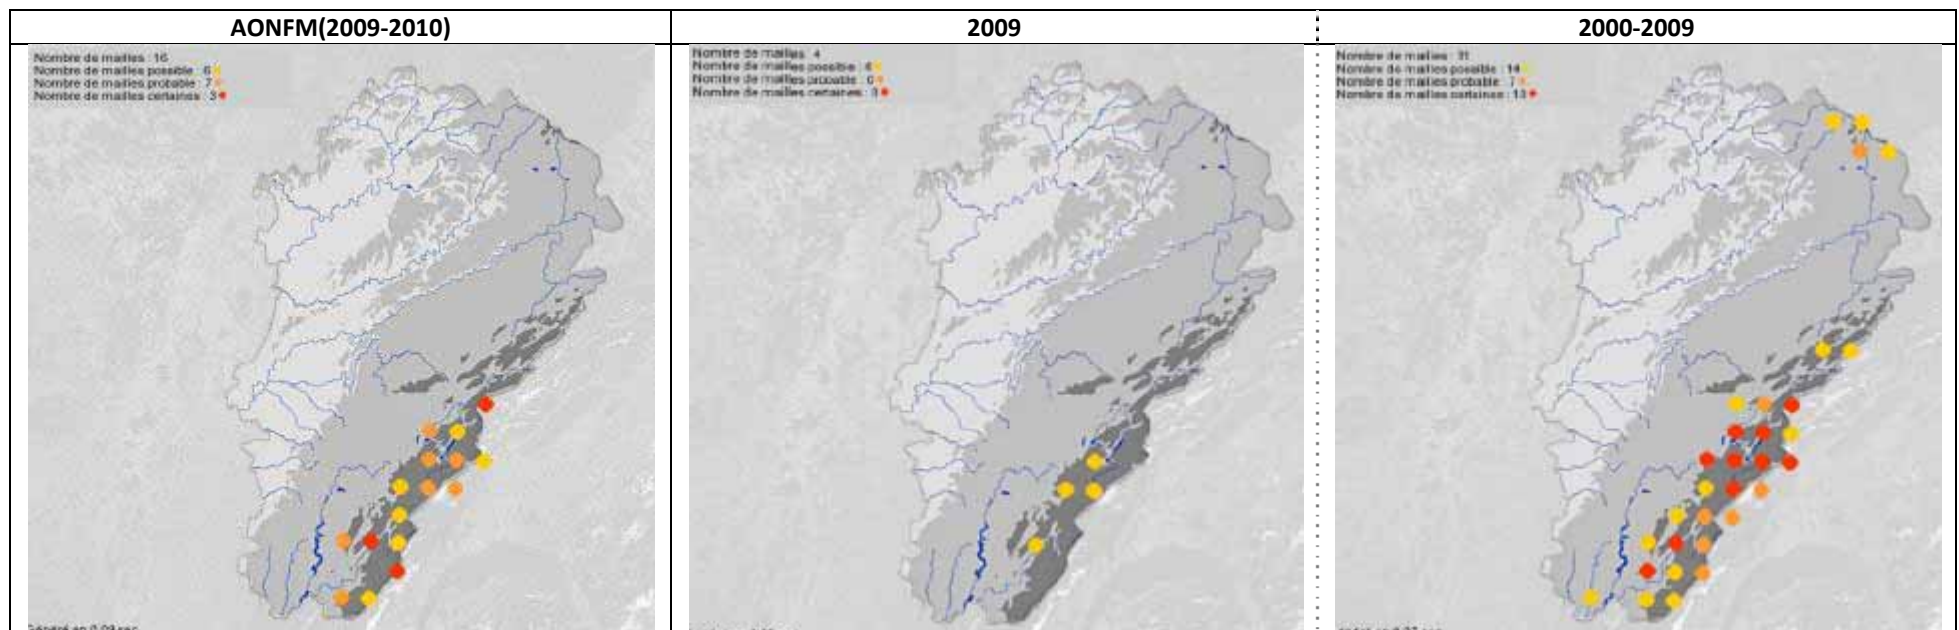 AONFM(2009-2010)
2009
2000-2009
Nombre de mailles : 16
Nombre de mailles possible : 6
Nombre de mailles probable : 7
Nombre de mailles certaines : 3
Nombre de mailles : 4
Nombre de mailles possible :
Nombre de mailles probable : 0
Nombre de mailles certaines :
Nombre de mailles : 31
Nombre de mailles possible : 14
Nombre de mailles probable : 7
Nombre de mailles certaines : 13